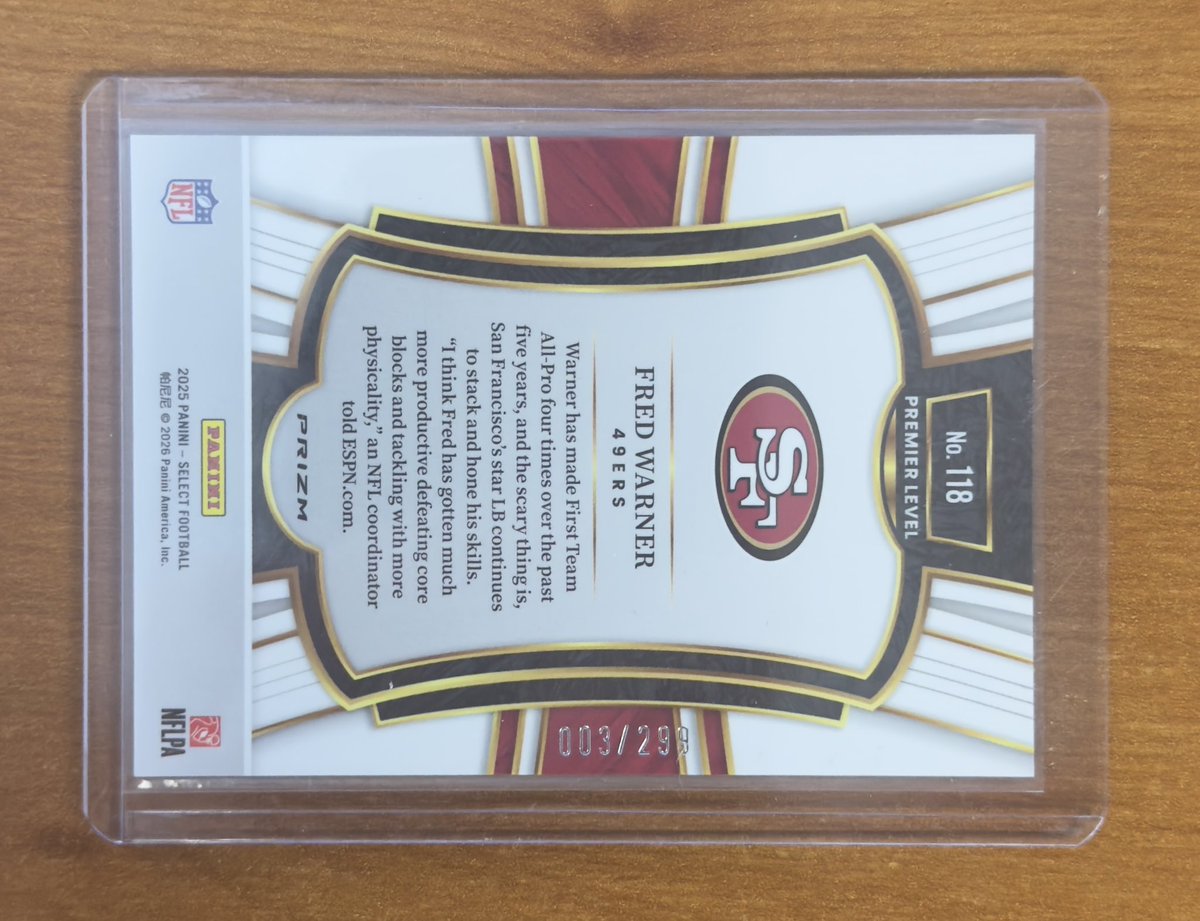 No. 118
PREMIER LEVEL
SF
FRED WARNER
49ERS
Warner has made First Team
All-Pro four times over the past
five years, and the scary thing is,
San Francisco's star LB continues
to stack and hone his skills.
“I think Fred has gotten much
more productive defeating core
blocks and tackling with more
physicality,” an NFL coordinator
told ESPN.com.
PRIZM
003/299
NFL
PANINI
2025 PANINI – SELECT FOOTBALL
帕尼尼 © 2026 Panini America, Inc.
NFLPA